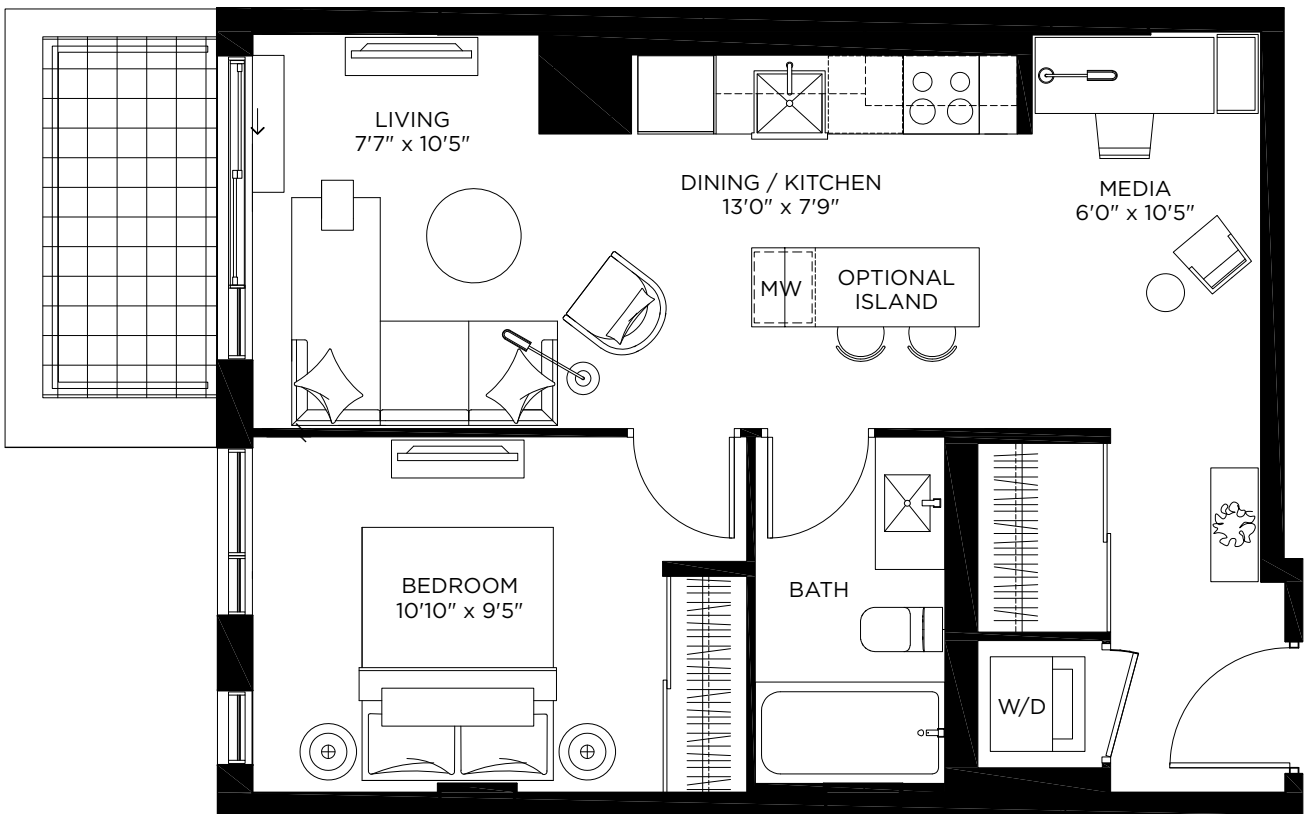 LIVING
7'7" x 10'5"
DINING / KITCHEN
13'0" x 7'9"
MEDIA
6'0" x 10'5"
MW
OPTIONAL
ISLAND
BEDROOM
10'10" x 9'5"
BATH
W/D